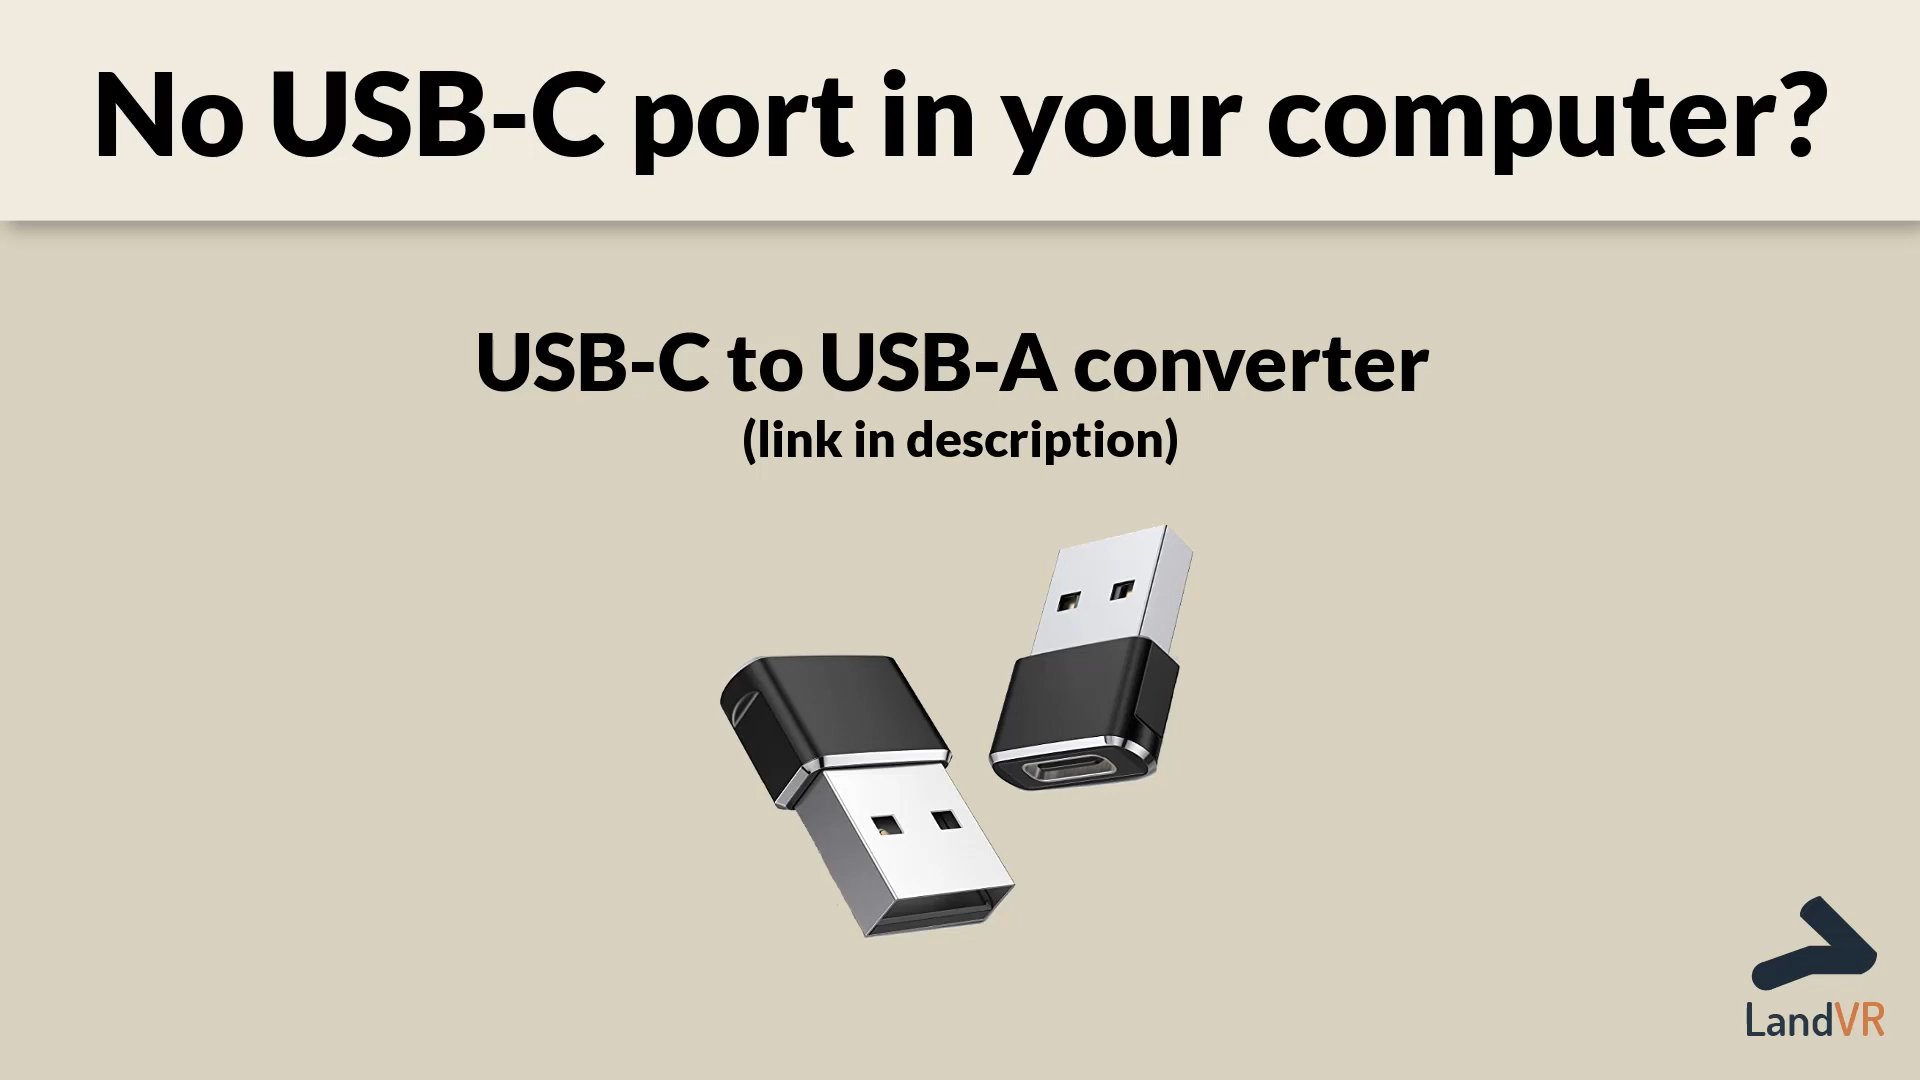 No USB-C port in your computer?
USB-C to USB-A converter
(link in description)
LandVR